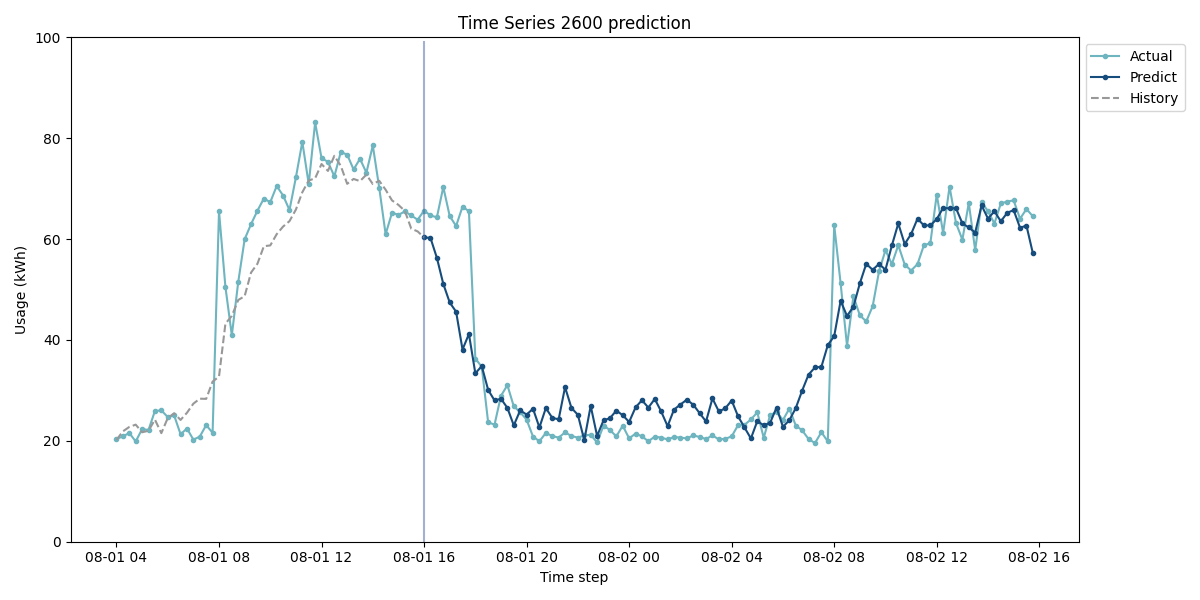 Time Series 2600 prediction
Usage (kWh)
100
80
60
40
20
0
08-01 04
08-01 08
08-01 12
08-01 16
08-01 20
08-02 00
08-02 04
08-02 08
08-02 12
08-02 16
Time step
Actual
Predict
History